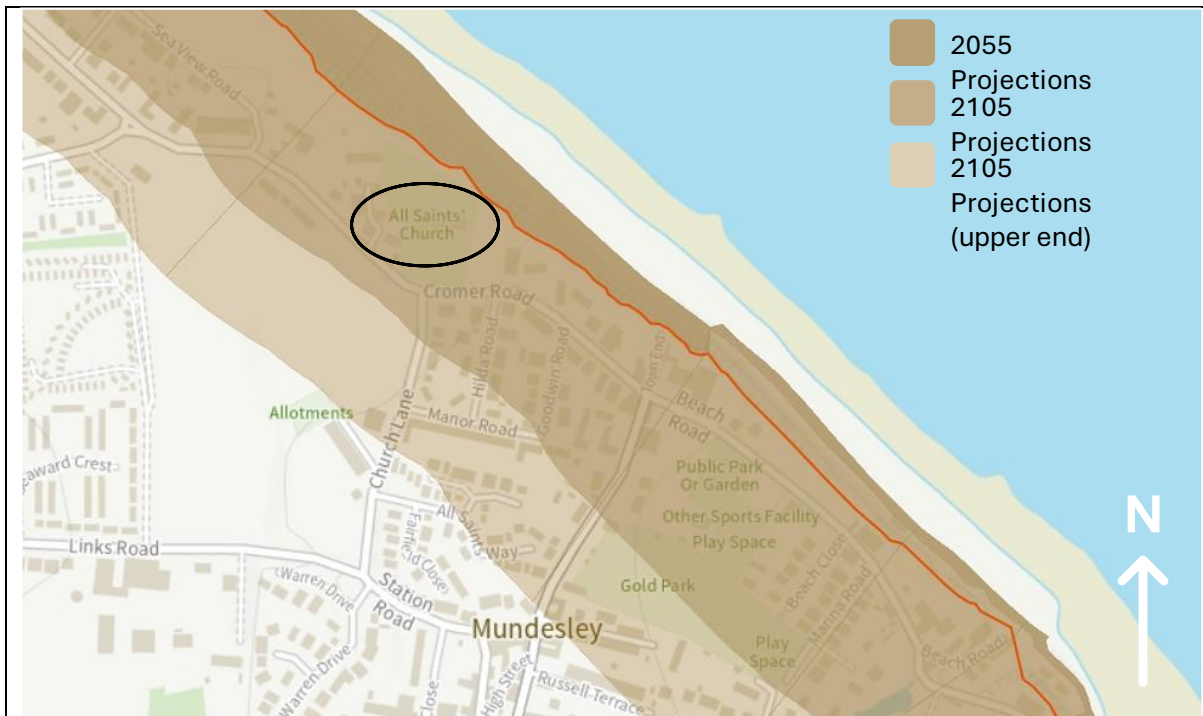 2055
Projections
2105
Projections
2105
Projections
(upper end)
N
Sea View Road
All Saints'
Church
Cromer Road
Hilda Road
Goodwin Road
Town End
Beach
Road
Allotments
Manor Road
Church Lane
Public Park
Or Garden
Other Sports Facility
Play Space
Beach Close
Manna Road
Beach Road
Gold Park
Play
Space
All Saints
Way
Fairfield Close
Links Road
Warren Drive
Station
Road
Mundesley
Warren Drive
Close
High Street
Russell Terrace